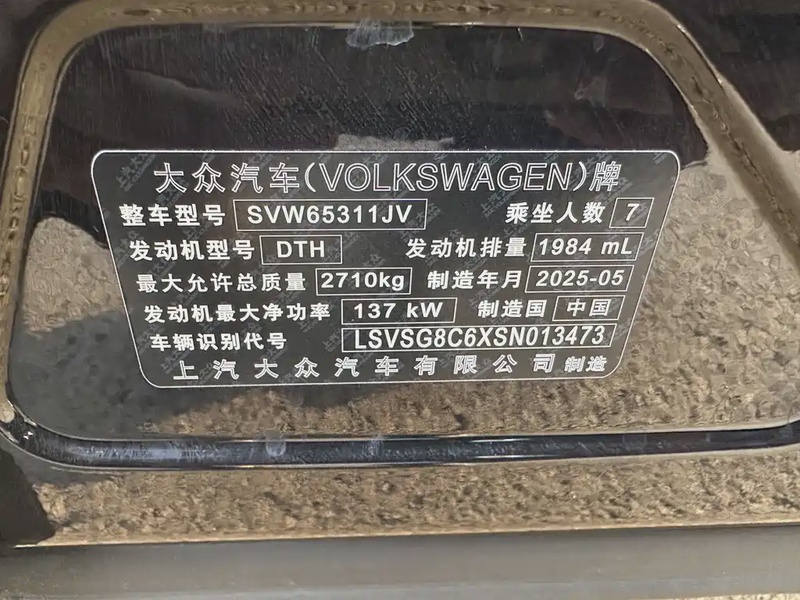 大众汽车(VOLKSWAGEN)牌
整车型号 SVW65311JV 乘坐人数 7
发动机型号 DTH 发动机排量 1984 mL
最大允许总质量 2710kg 制造年月 2025-05
发动机最大净功率 137 kW 制造国 中国
车辆识别代号 LSVSG8C6XSN013473
上汽大众汽车有限公司 制造